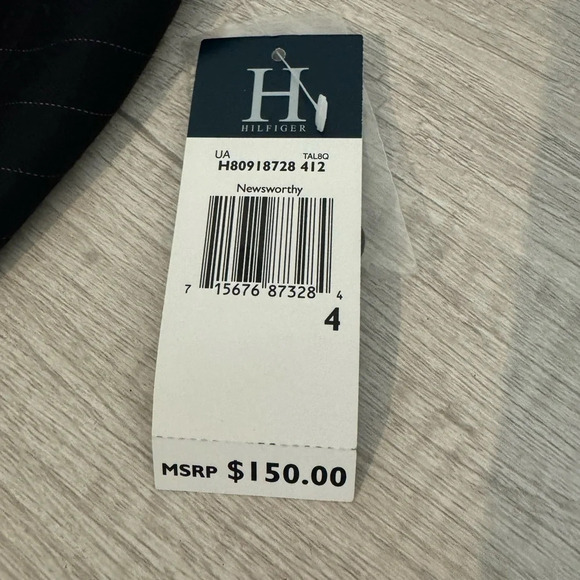 H
HILFIGER
UA TAL8Q
H80918728 412
Newsworthy
7 15676 87328 4
4
MSRP $150.00